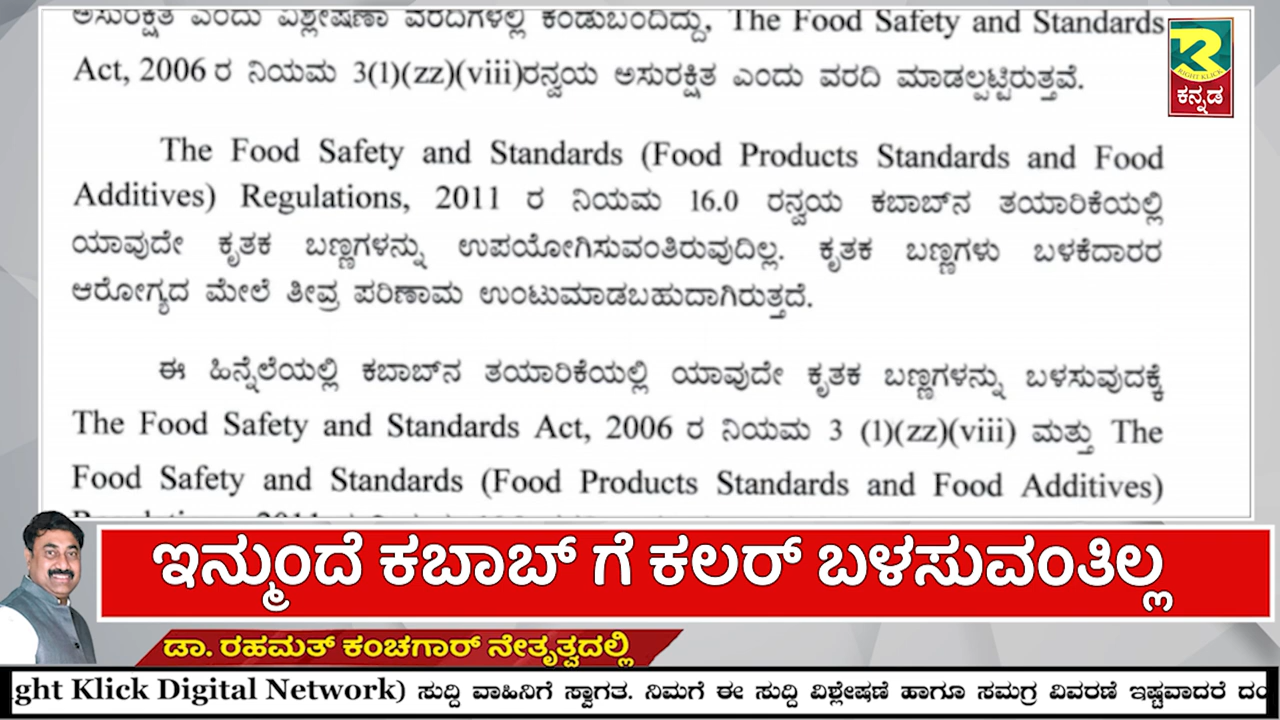 ಅಸುರಕ್ಷಿತ ಎಂದು ವಿಶ್ಲೇಷಣಾ ವರದಿಗಳಲ್ಲಿ ಕಂಡುಬಂದಿದ್ದು, The Food Safety and Standards
Act, 2006 ರ ನಿಯಮ 3(1)(zz)(viii)ರನ್ವಯ ಅಸುರಕ್ಷಿತ ಎಂದು ವರದಿ ಮಾಡಲ್ಪಟ್ಟಿರುತ್ತವೆ.
The Food Safety and Standards (Food Products Standards and Food
Additives) Regulations, 2011 ರ ನಿಯಮ 16.0 ರನ್ವಯ ಕಬಾಬ್‌ನ ತಯಾರಿಕೆಯಲ್ಲಿ
ಯಾವುದೇ ಕೃತಕ ಬಣ್ಣಗಳನ್ನು ಉಪಯೋಗಿಸುವಂತಿರುವುದಿಲ್ಲ. ಕೃತಕ ಬಣ್ಣಗಳು ಬಳಕೆದಾರರ
ಆರೋಗ್ಯದ ಮೇಲೆ ತೀವ್ರ ಪರಿಣಾಮ ಉಂಟುಮಾಡಬಹುದಾಗಿರುತ್ತದೆ.
ಈ ಹಿನ್ನೆಲೆಯಲ್ಲಿ ಕಬಾಬ್‌ನ ತಯಾರಿಕೆಯಲ್ಲಿ ಯಾವುದೇ ಕೃತಕ ಬಣ್ಣಗಳನ್ನು ಬಳಸುವುದಕ್ಕೆ
The Food Safety and Standards Act, 2006 ರ ನಿಯಮ 3 (1)(zz)(viii) ಮತ್ತು The
Food Safety and Standards (Food Products Standards and Food Additives)
R
RIGHT KLICK
ಕನ್ನಡ
ಇನ್ಮುಂದೆ ಕಬಾಬ್ ಗೆ ಕಲರ್ ಬಳಸುವಂತಿಲ್ಲ
ಡಾ. ರಹಮತ್ ಕಂಚಗಾರ್ ನೇತೃತ್ವದಲ್ಲಿ
ight Klick Digital Network) ಸುದ್ದಿ ವಾಹಿನಿಗೆ ಸ್ವಾಗತ. ನಿಮಗೆ ಈ ಸುದ್ದಿ ವಿಶ್ಲೇಷಣೆ ಹಾಗೂ ಸಮಗ್ರ ವಿವರಣೆ ಇಷ್ಟವಾದರೆ